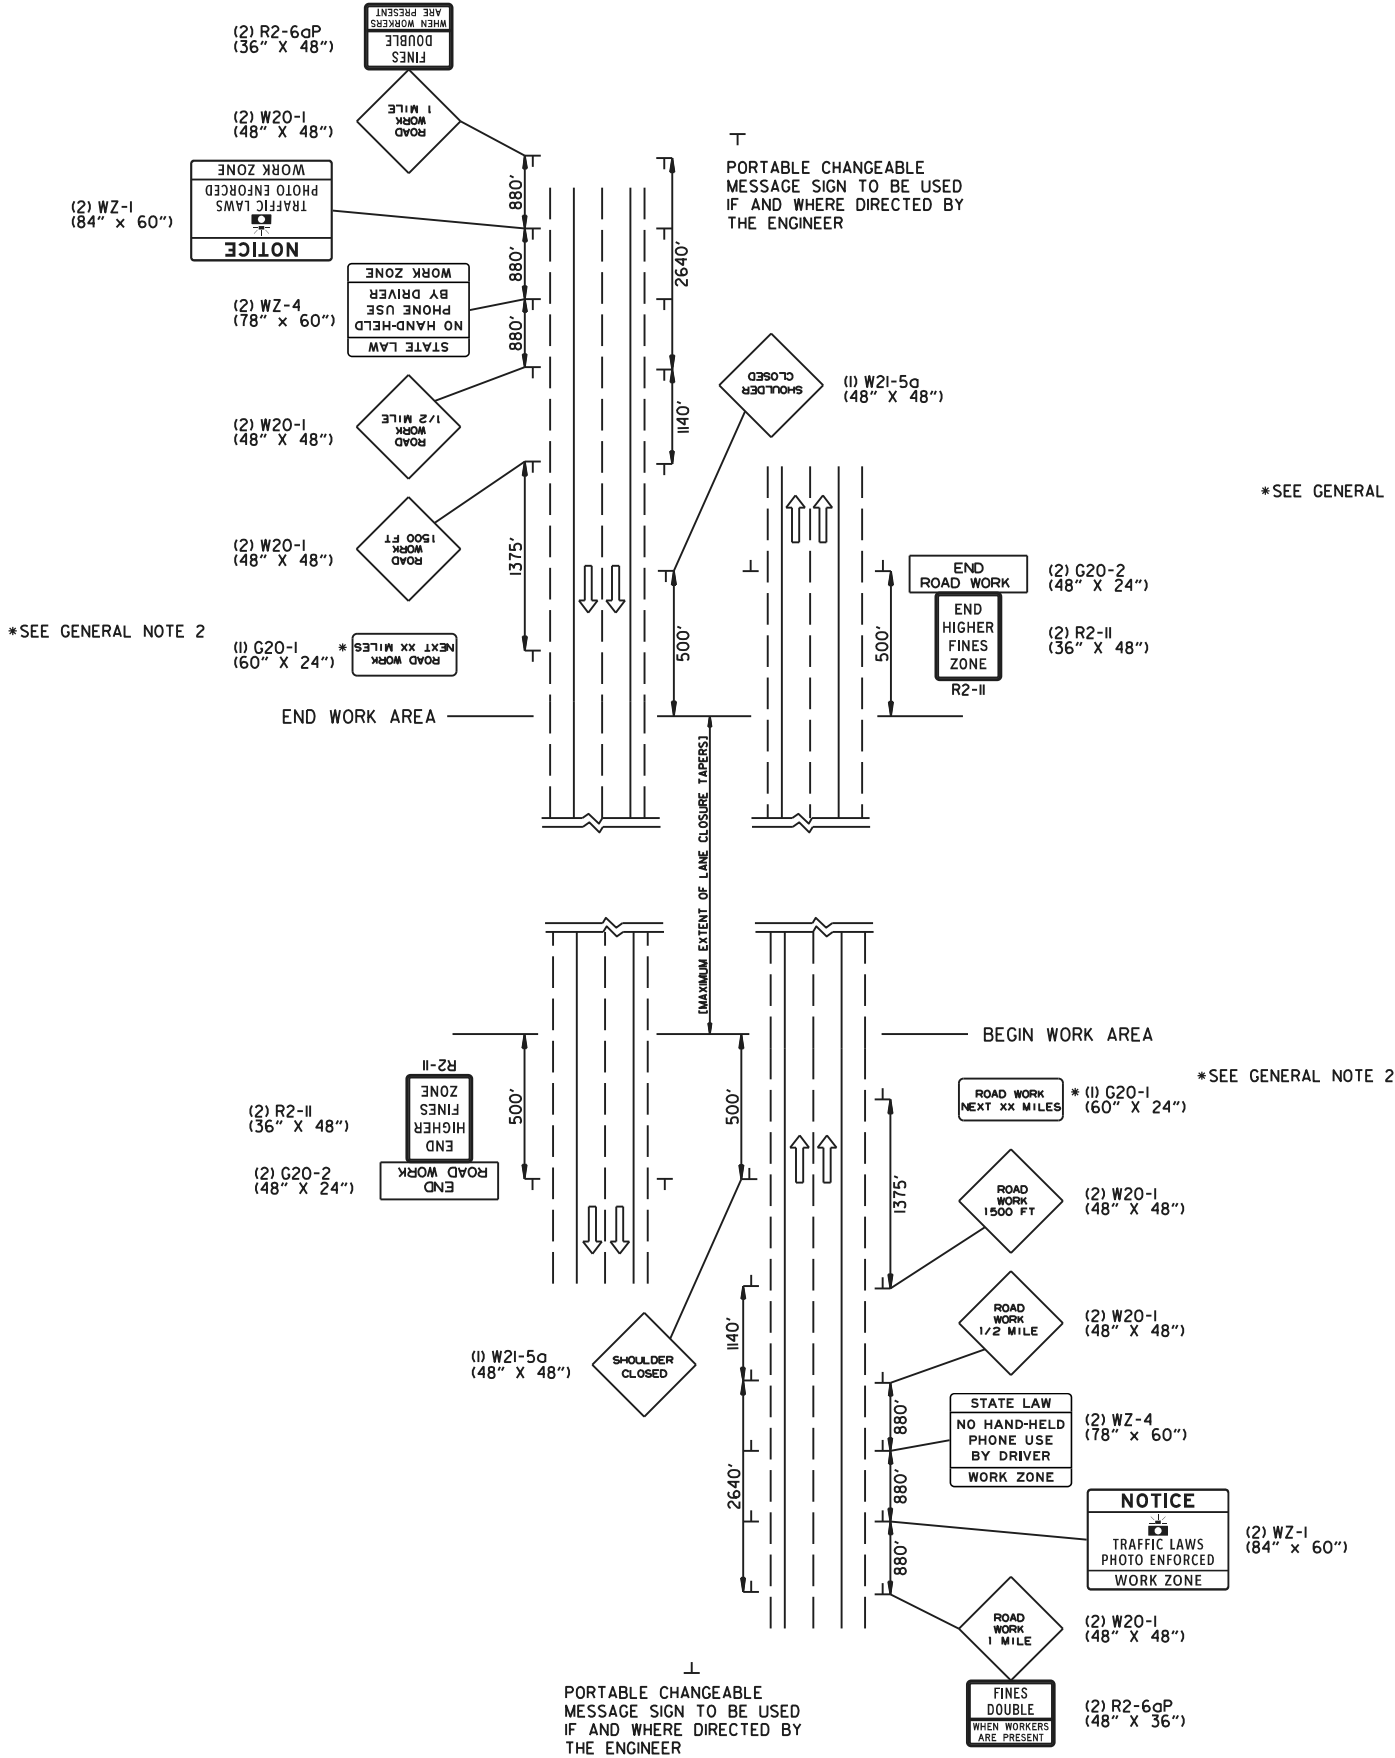 (2) R2-6aP
(36" X 48")
FINES
DOUBLE
WHEN WORKERS
ARE PRESENT
(2) W20-1
(48" X 48")
ROAD
WORK
1 MILE
PORTABLE CHANGEABLE
MESSAGE SIGN TO BE USED
IF AND WHERE DIRECTED BY
THE ENGINEER
(2) WZ-1
(84" x 60")
NOTICE
TRAFFIC LAWS
PHOTO ENFORCED
WORK ZONE
880'
880'
880'
2640'
(2) WZ-4
(78" x 60")
STATE LAW
NO HAND-HELD
PHONE USE
BY DRIVER
WORK ZONE
(2) W20-1
(48" X 48")
ROAD
WORK
1/2 MILE
1140'
SHOULDER
CLOSED
(1) W21-5a
(48" X 48")
*SEE GENERAL
(2) W20-1
(48" X 48")
ROAD
WORK
1500 FT
1375'
*SEE GENERAL NOTE 2
(1) G20-1
(60" X 24")
*
ROAD WORK
NEXT XX MILES
500'
500'
END
ROAD WORK
(2) G20-2
(48" X 24")
END
HIGHER
FINES
ZONE
R2-11
(2) R2-11
(36" X 48")
END WORK AREA
[MAXIMUM EXTENT OF LANE CLOSURE TAPERS]
BEGIN WORK AREA
*SEE GENERAL NOTE 2
R2-11
(2) R2-11
(36" X 48")
END
HIGHER
FINES
ZONE
(2) G20-2
(48" X 24")
END
ROAD WORK
500'
500'
ROAD WORK
NEXT XX MILES
* (1) G20-1
(60" X 24")
1375'
ROAD
WORK
1500 FT
(2) W20-1
(48" X 48")
1140'
ROAD
WORK
1/2 MILE
(2) W20-1
(48" X 48")
(1) W21-5a
(48" X 48")
SHOULDER
CLOSED
2640'
880'
880'
880'
STATE LAW
NO HAND-HELD
PHONE USE
BY DRIVER
WORK ZONE
(2) WZ-4
(78" x 60")
NOTICE
TRAFFIC LAWS
PHOTO ENFORCED
WORK ZONE
(2) WZ-1
(84" x 60")
ROAD
WORK
1 MILE
(2) W20-1
(48" X 48")
FINES
DOUBLE
WHEN WORKERS
ARE PRESENT
(2) R2-6aP
(48" X 36")
PORTABLE CHANGEABLE
MESSAGE SIGN TO BE USED
IF AND WHERE DIRECTED BY
THE ENGINEER